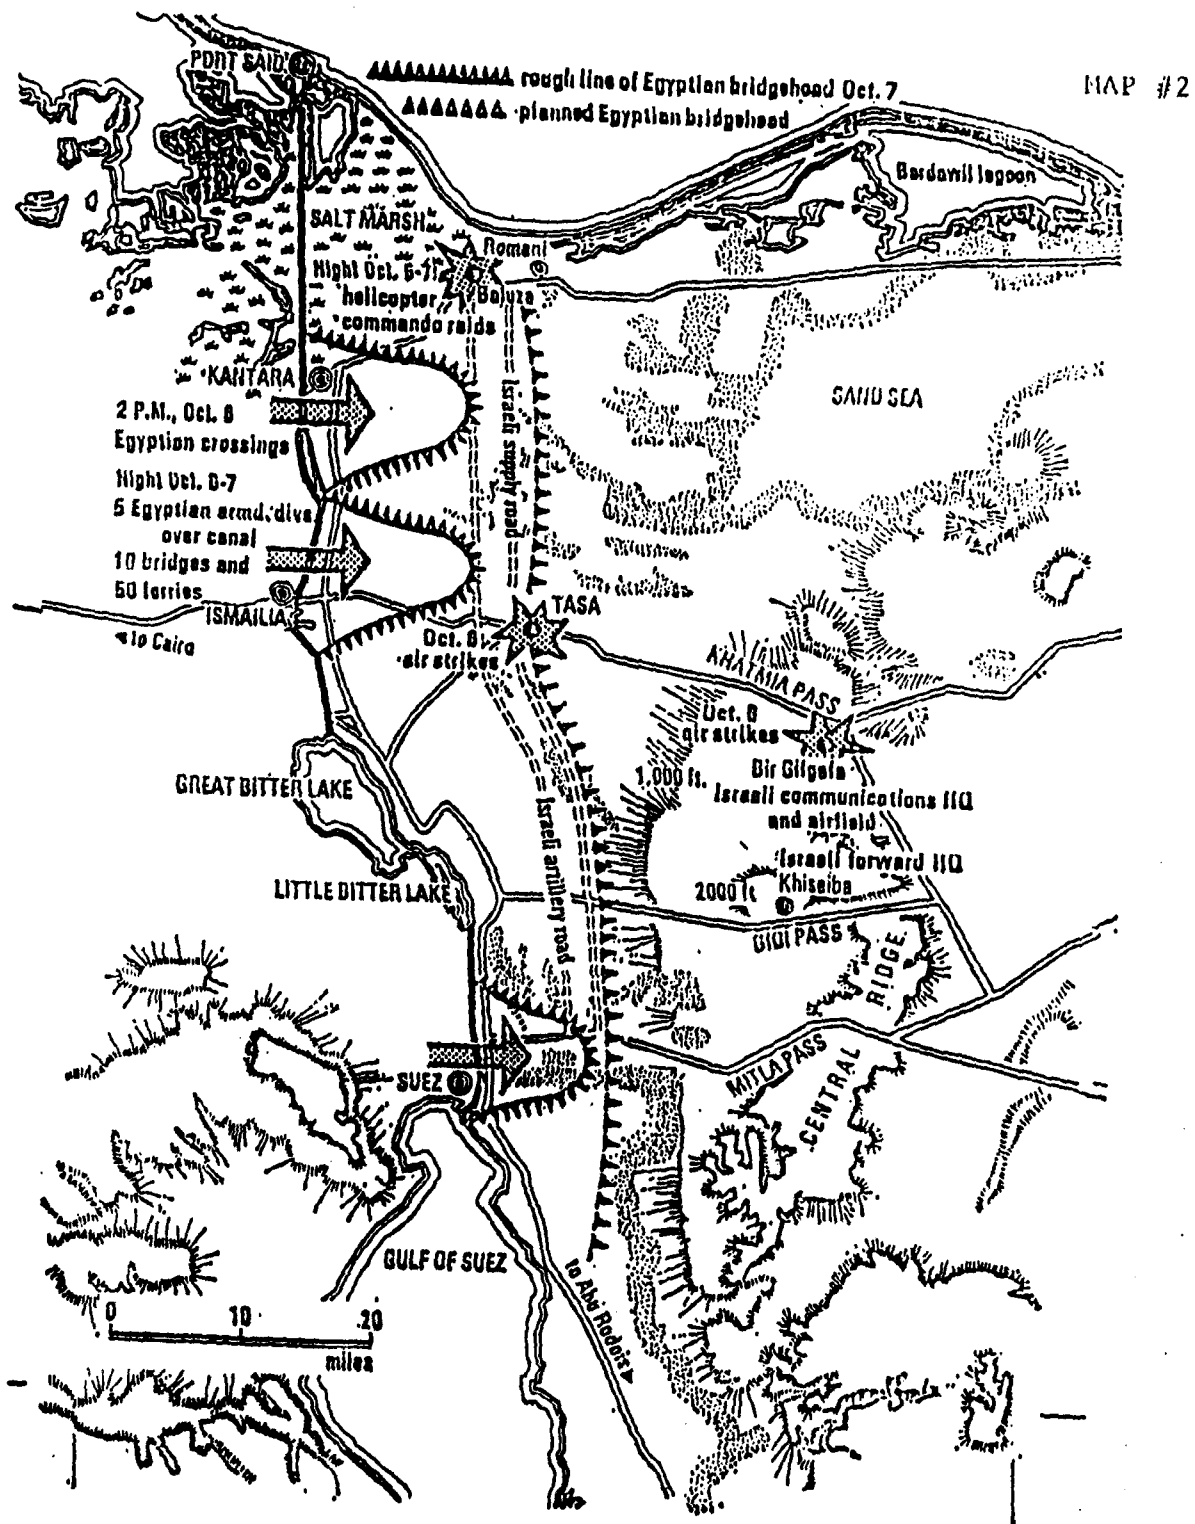 MAP #2
PORT SAID
rough line of Egyptian bridgehead Oct. 7
planned Egyptian bridgehead
Bardawil lagoon
SALT MARSH
Romani
Night Oct. 6-7
helicopter
commando raids
Baluza
KANTARA
2 P.M., Oct. 6
Egyptian crossings
Israeli supply road
SAND SEA
Night Oct. 6-7
5 Egyptian armd. divs
over canal
10 bridges and
50 ferries
ISMAILIA
to Cairo
TASA
Oct. 6
air strikes
KHATMIA PASS
Oct. 6
air strikes
Bir Gifgafa
Israeli communications HQ
and airfield
1,000 ft.
GREAT BITTER LAKE
Israeli artillery road
Israeli forward HQ
Khiseiba
2000 ft
LITTLE BITTER LAKE
GIDI PASS
RIDGE
CENTRAL
MITLA PASS
SUEZ
GULF OF SUEZ
to Abu Rodeis
0 10 20
miles